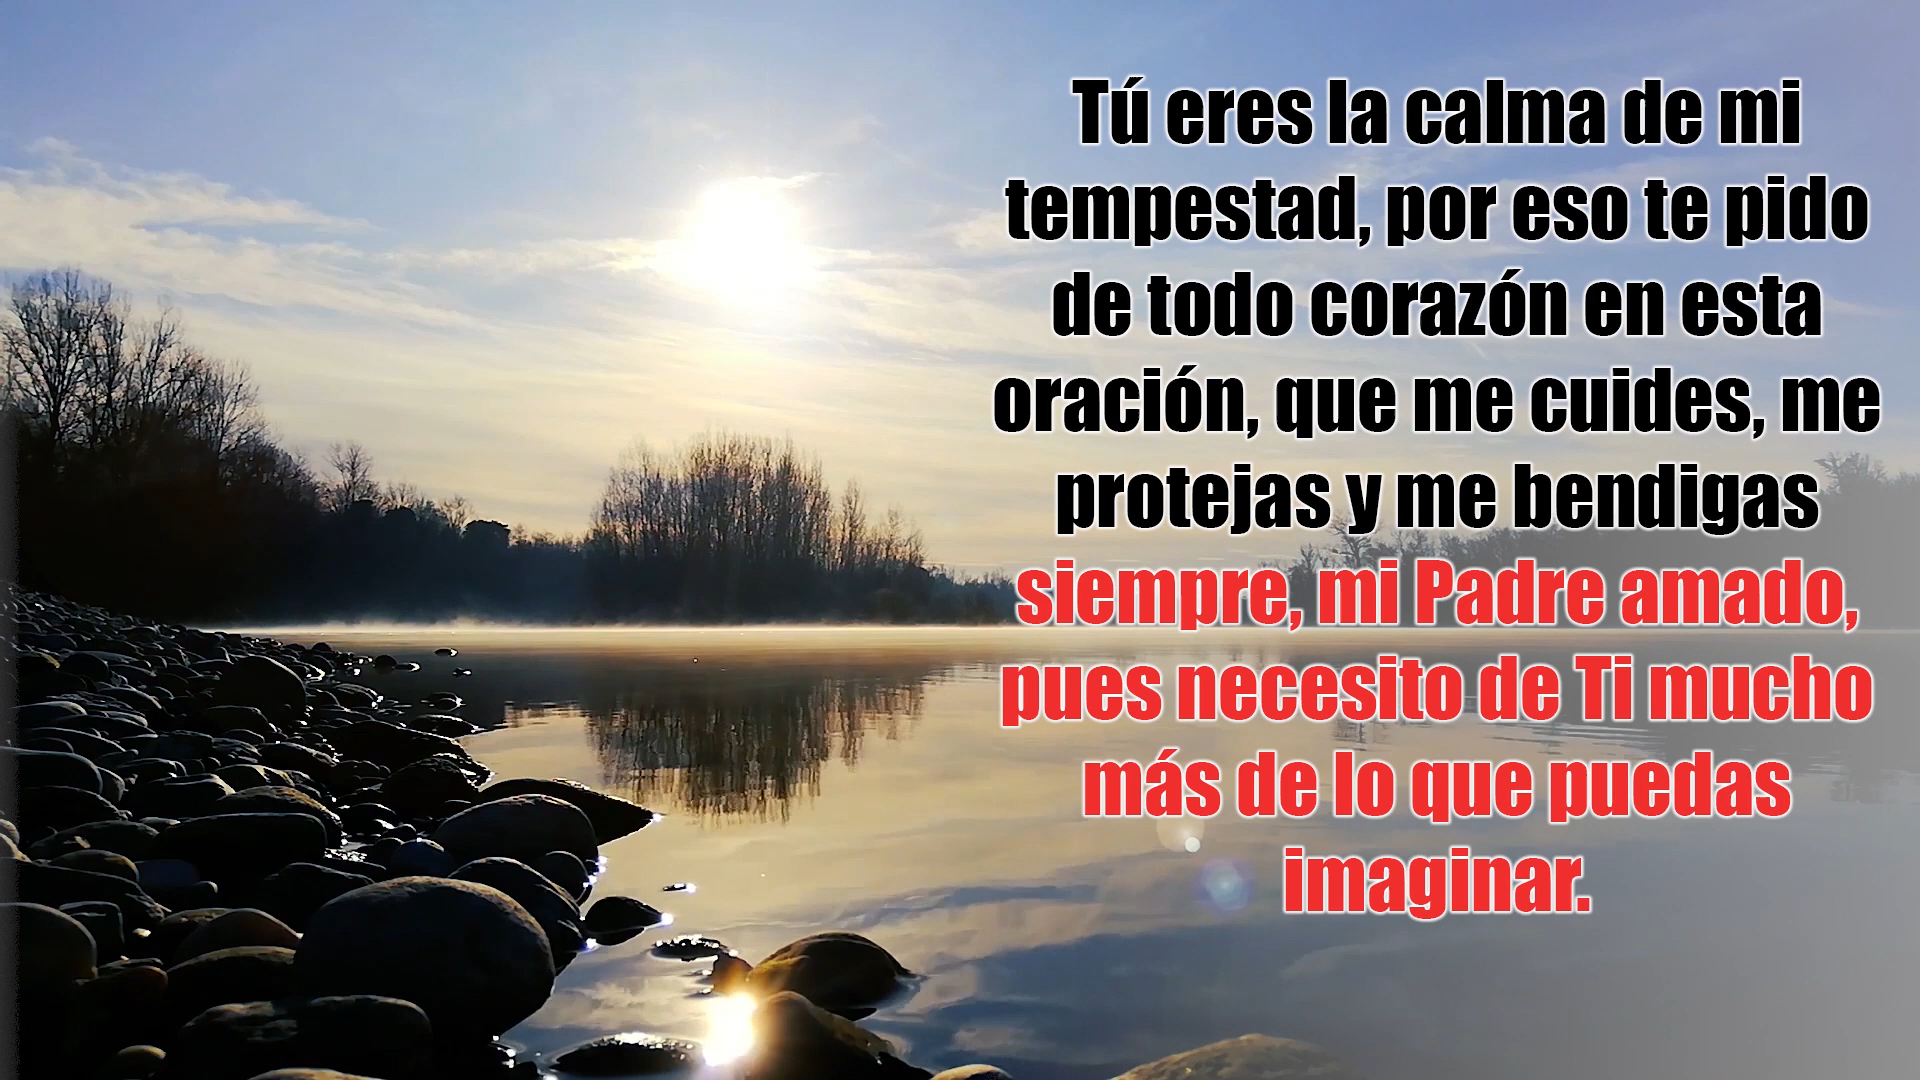 Tú eres la calma de mi
tempestad, por eso te pido
de todo corazón en esta
oración, que me cuides, me
protejas y me bendigas
siempre, mi Padre amado,
pues necesito de Ti mucho
más de lo que puedas
imaginar.